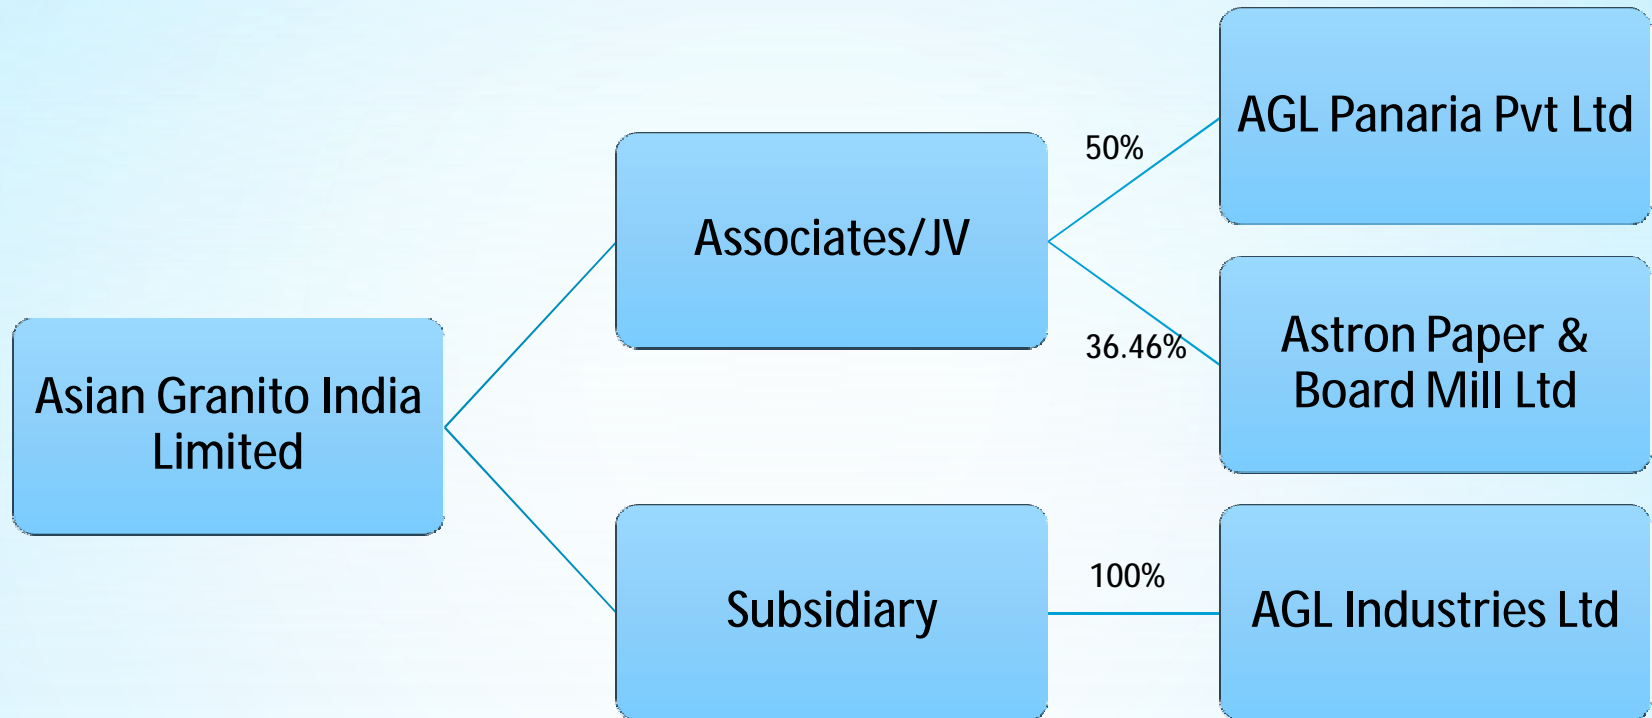 Asian Granito India
Limited
Associates/JV
50%
AGL Panaria Pvt Ltd
36.46%
Astron Paper &
Board Mill Ltd
Subsidiary
100%
AGL Industries Ltd